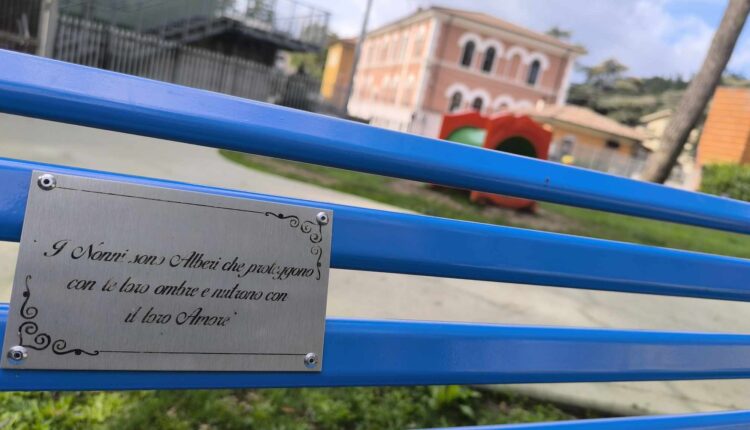 I Nonni sono Alberi che proteggono
con le loro ombre e nutrono con
il loro Amore